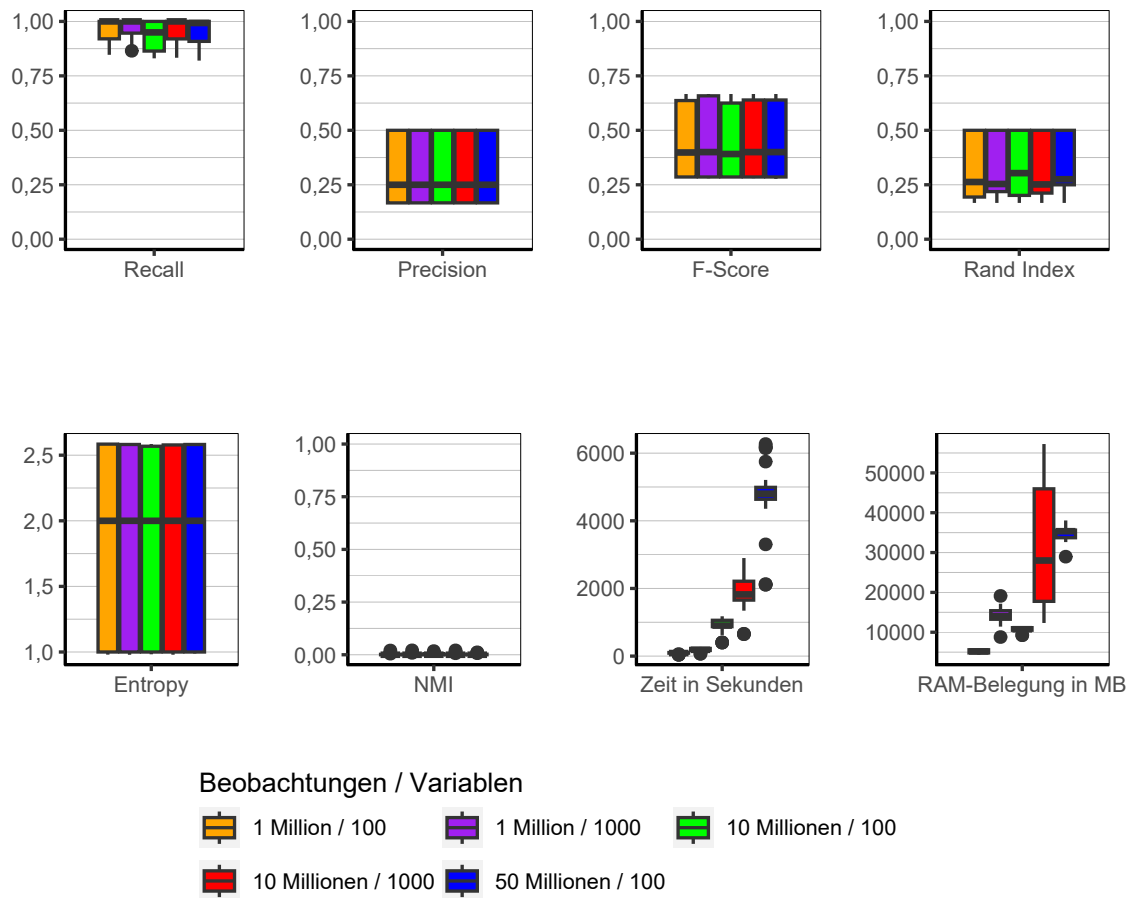 1,00
0,75
0,50
0,25
0,00
Recall
1,00
0,75
0,50
0,25
0,00
Precision
1,00
0,75
0,50
0,25
0,00
F-Score
1,00
0,75
0,50
0,25
0,00
Rand Index
2,5
2,0
1,5
1,0
Entropy
1,00
0,75
0,50
0,25
0,00
NMI
6000
4000
2000
0
Zeit in Sekunden
50000
40000
30000
20000
10000
RAM-Belegung in MB
Beobachtungen / Variablen
1 Million / 100
1 Million / 1000
10 Millionen / 100
10 Millionen / 1000
50 Millionen / 100